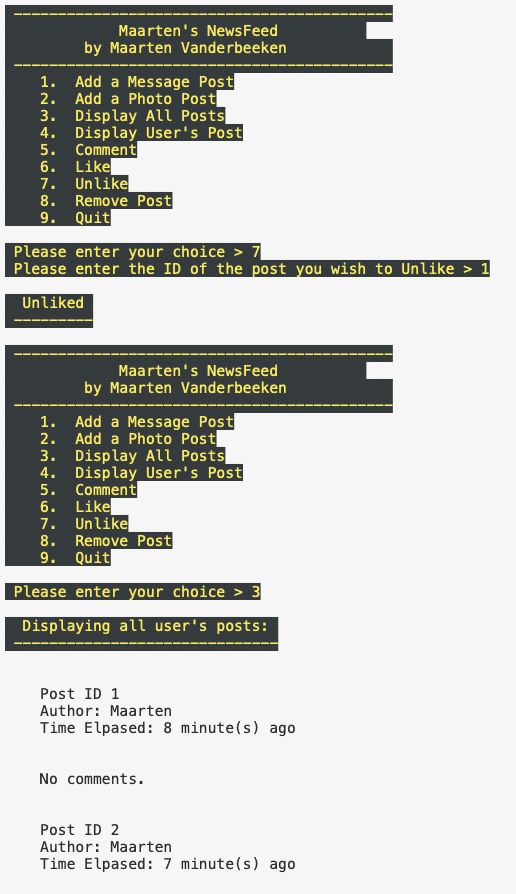 -------------------------------------------
Maarten's NewsFeed
by Maarten Vanderbeeken
-------------------------------------------
1. Add a Message Post
2. Add a Photo Post
3. Display All Posts
4. Display User's Post
5. Comment
6. Like
7. Unlike
8. Remove Post
9. Quit
Please enter your choice > 7
Please enter the ID of the post you wish to Unlike > 1
Unliked
---------
-------------------------------------------
Maarten's NewsFeed
by Maarten Vanderbeeken
-------------------------------------------
1. Add a Message Post
2. Add a Photo Post
3. Display All Posts
4. Display User's Post
5. Comment
6. Like
7. Unlike
8. Remove Post
9. Quit
Please enter your choice > 3
Displaying all user's posts:
------------------------------
Post ID 1
Author: Maarten
Time Elpased: 8 minute(s) ago
No comments.
Post ID 2
Author: Maarten
Time Elpased: 7 minute(s) ago